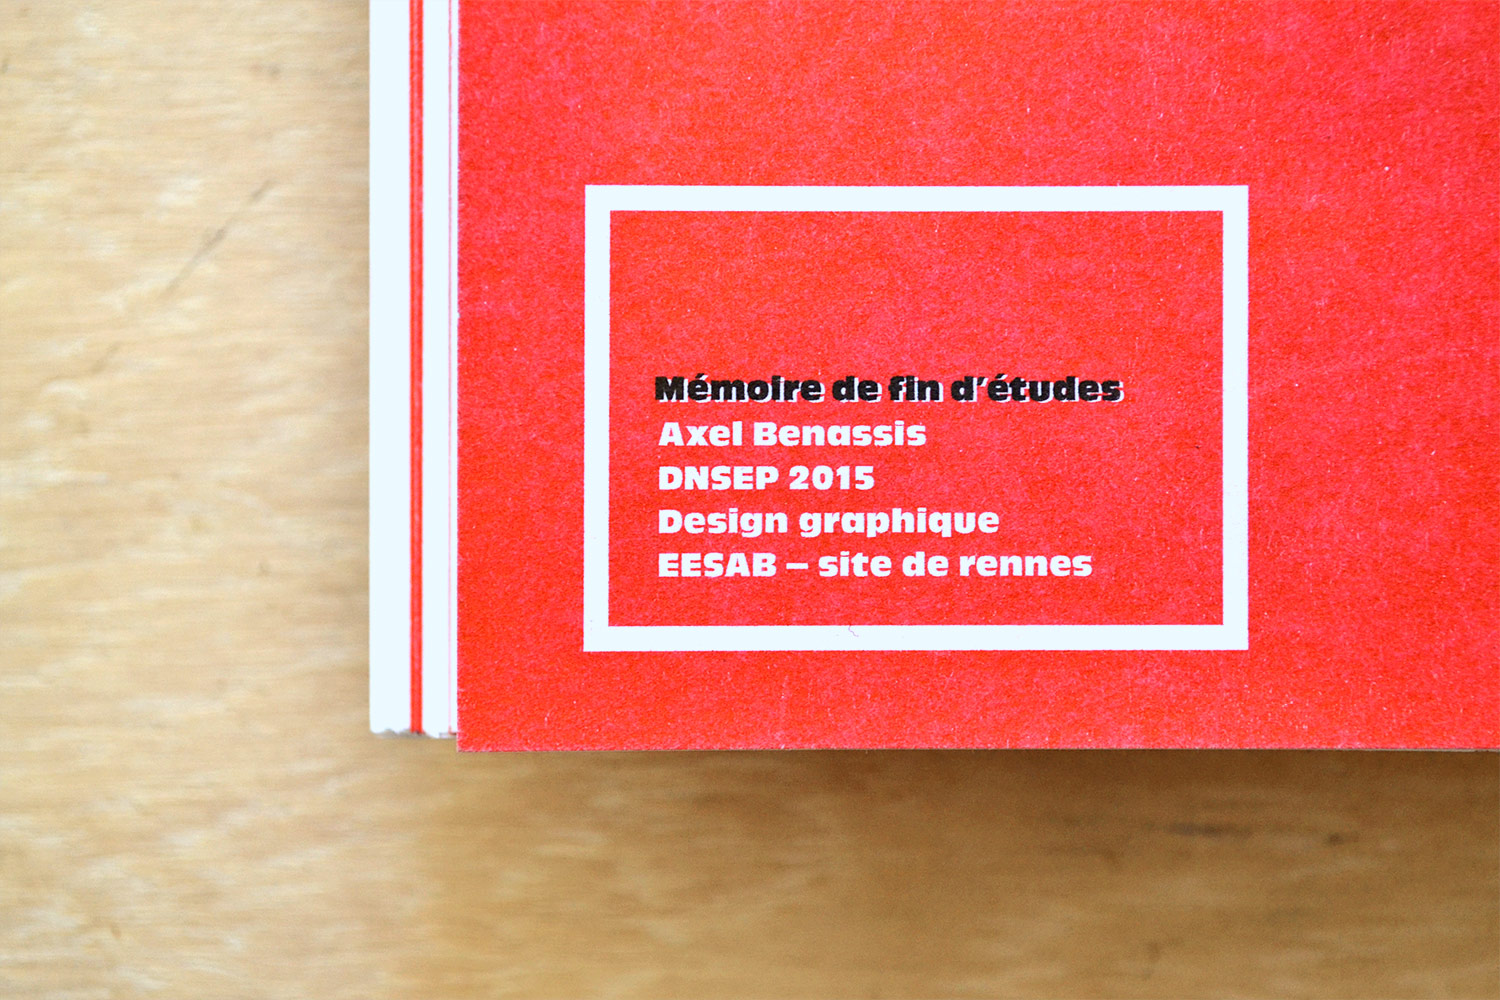 Mémoire de fin d’études
Axel Benassis
DNSEP 2015
Design graphique
EESAB – site de rennes